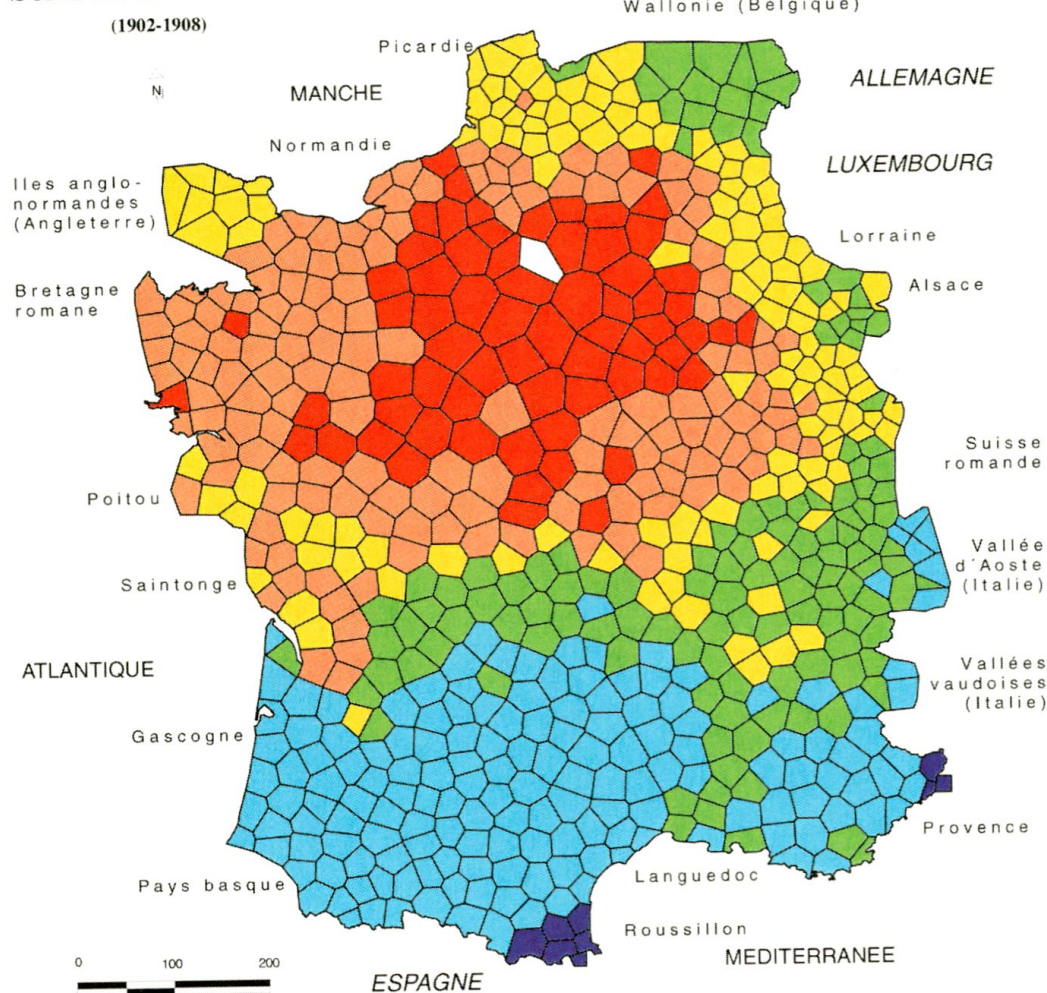 Wallonie (Belgique)
(1902-1908)
Picardie
ALLEMAGNE
N
MANCHE
Normandie
LUXEMBOURG
Iles anglo-
normandes
(Angleterre)
Lorraine
Bretagne
romane
Alsace
Suisse
romande
Poitou
Vallée
d'Aoste
(Italie)
Saintonge
ATLANTIQUE
Vallées
vaudoises
(Italie)
Gascogne
Provence
Pays basque
Languedoc
Roussillon
MEDITERRANEE
0 100 200
ESPAGNE